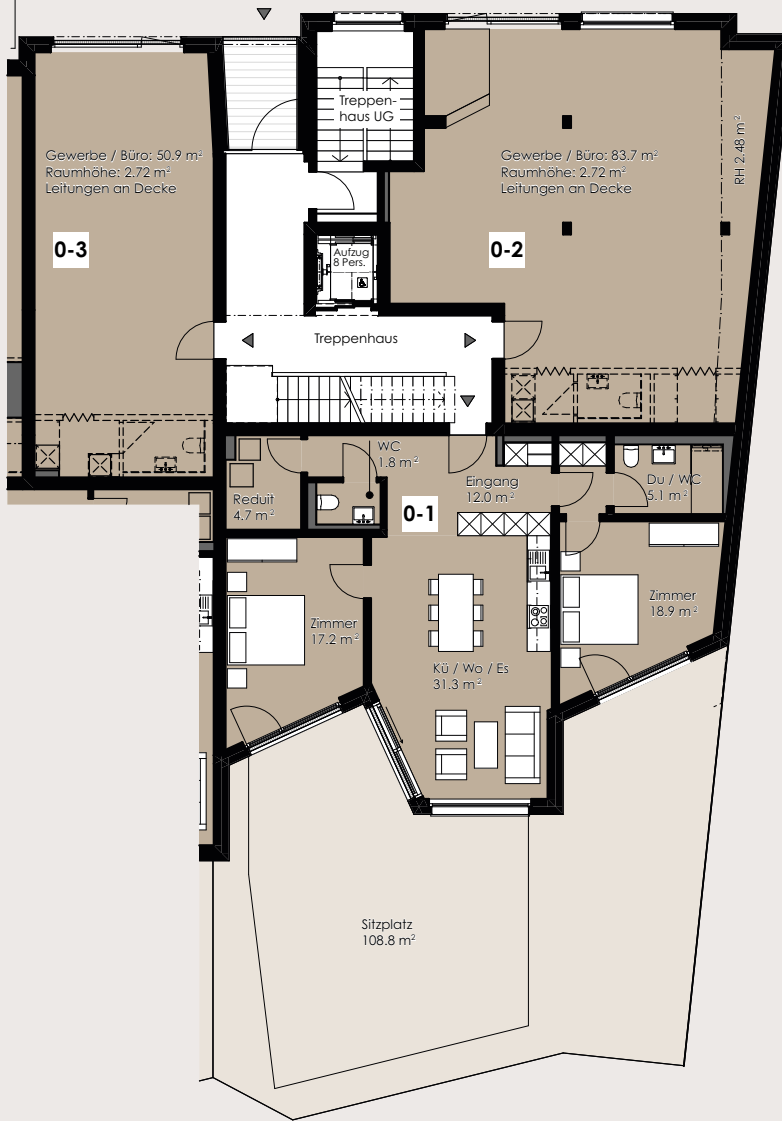 Treppen-
haus UG
Gewerbe / Büro: 50.9 m²
Raumhöhe: 2.72 m²
Leitungen an Decke
0-3
Gewerbe / Büro: 83.7 m²
Raumhöhe: 2.72 m²
Leitungen an Decke
0-2
RH 2.48 m²
Aufzug
8 Pers.
Treppenhaus
WC
1.8 m²
Reduit
4.7 m²
0-1
Eingang
12.0 m²
Du / WC
5.1 m²
Zimmer
17.2 m²
Zimmer
18.9 m²
Kü / Wo / Es
31.3 m²
Sitzplatz
108.8 m²